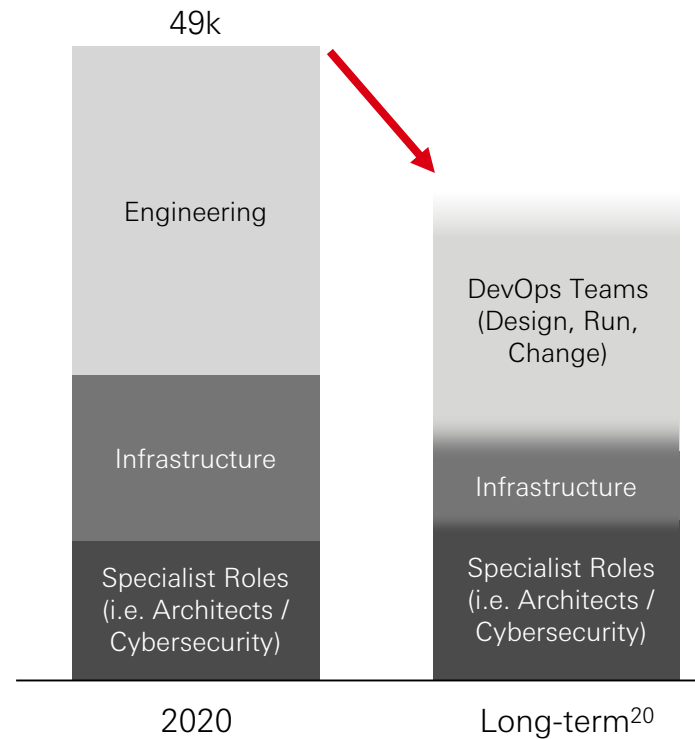 49k
Engineering
Infrastructure
Specialist Roles
(i.e. Architects /
Cybersecurity)
DevOps Teams
(Design, Run,
Change)
Infrastructure
Specialist Roles
(i.e. Architects /
Cybersecurity)
2020
Long-term²⁰